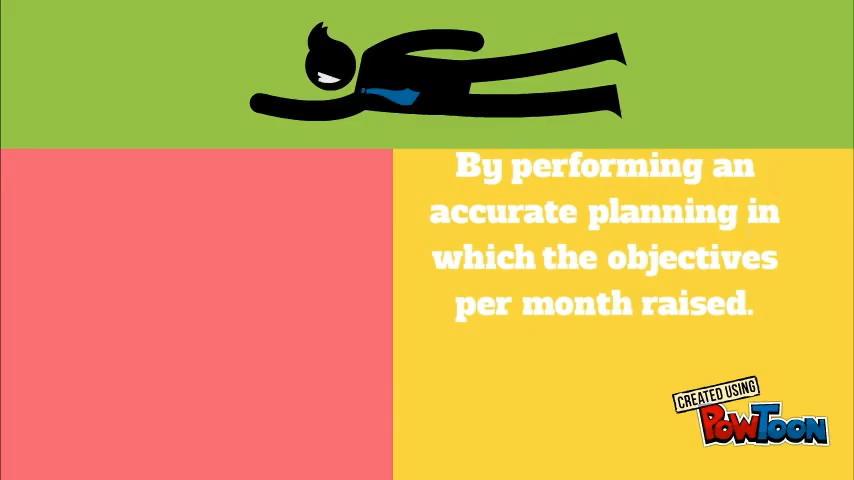 By performing an
accurate planning in
which the objectives
per month raised.
CREATED USING
POWTOON